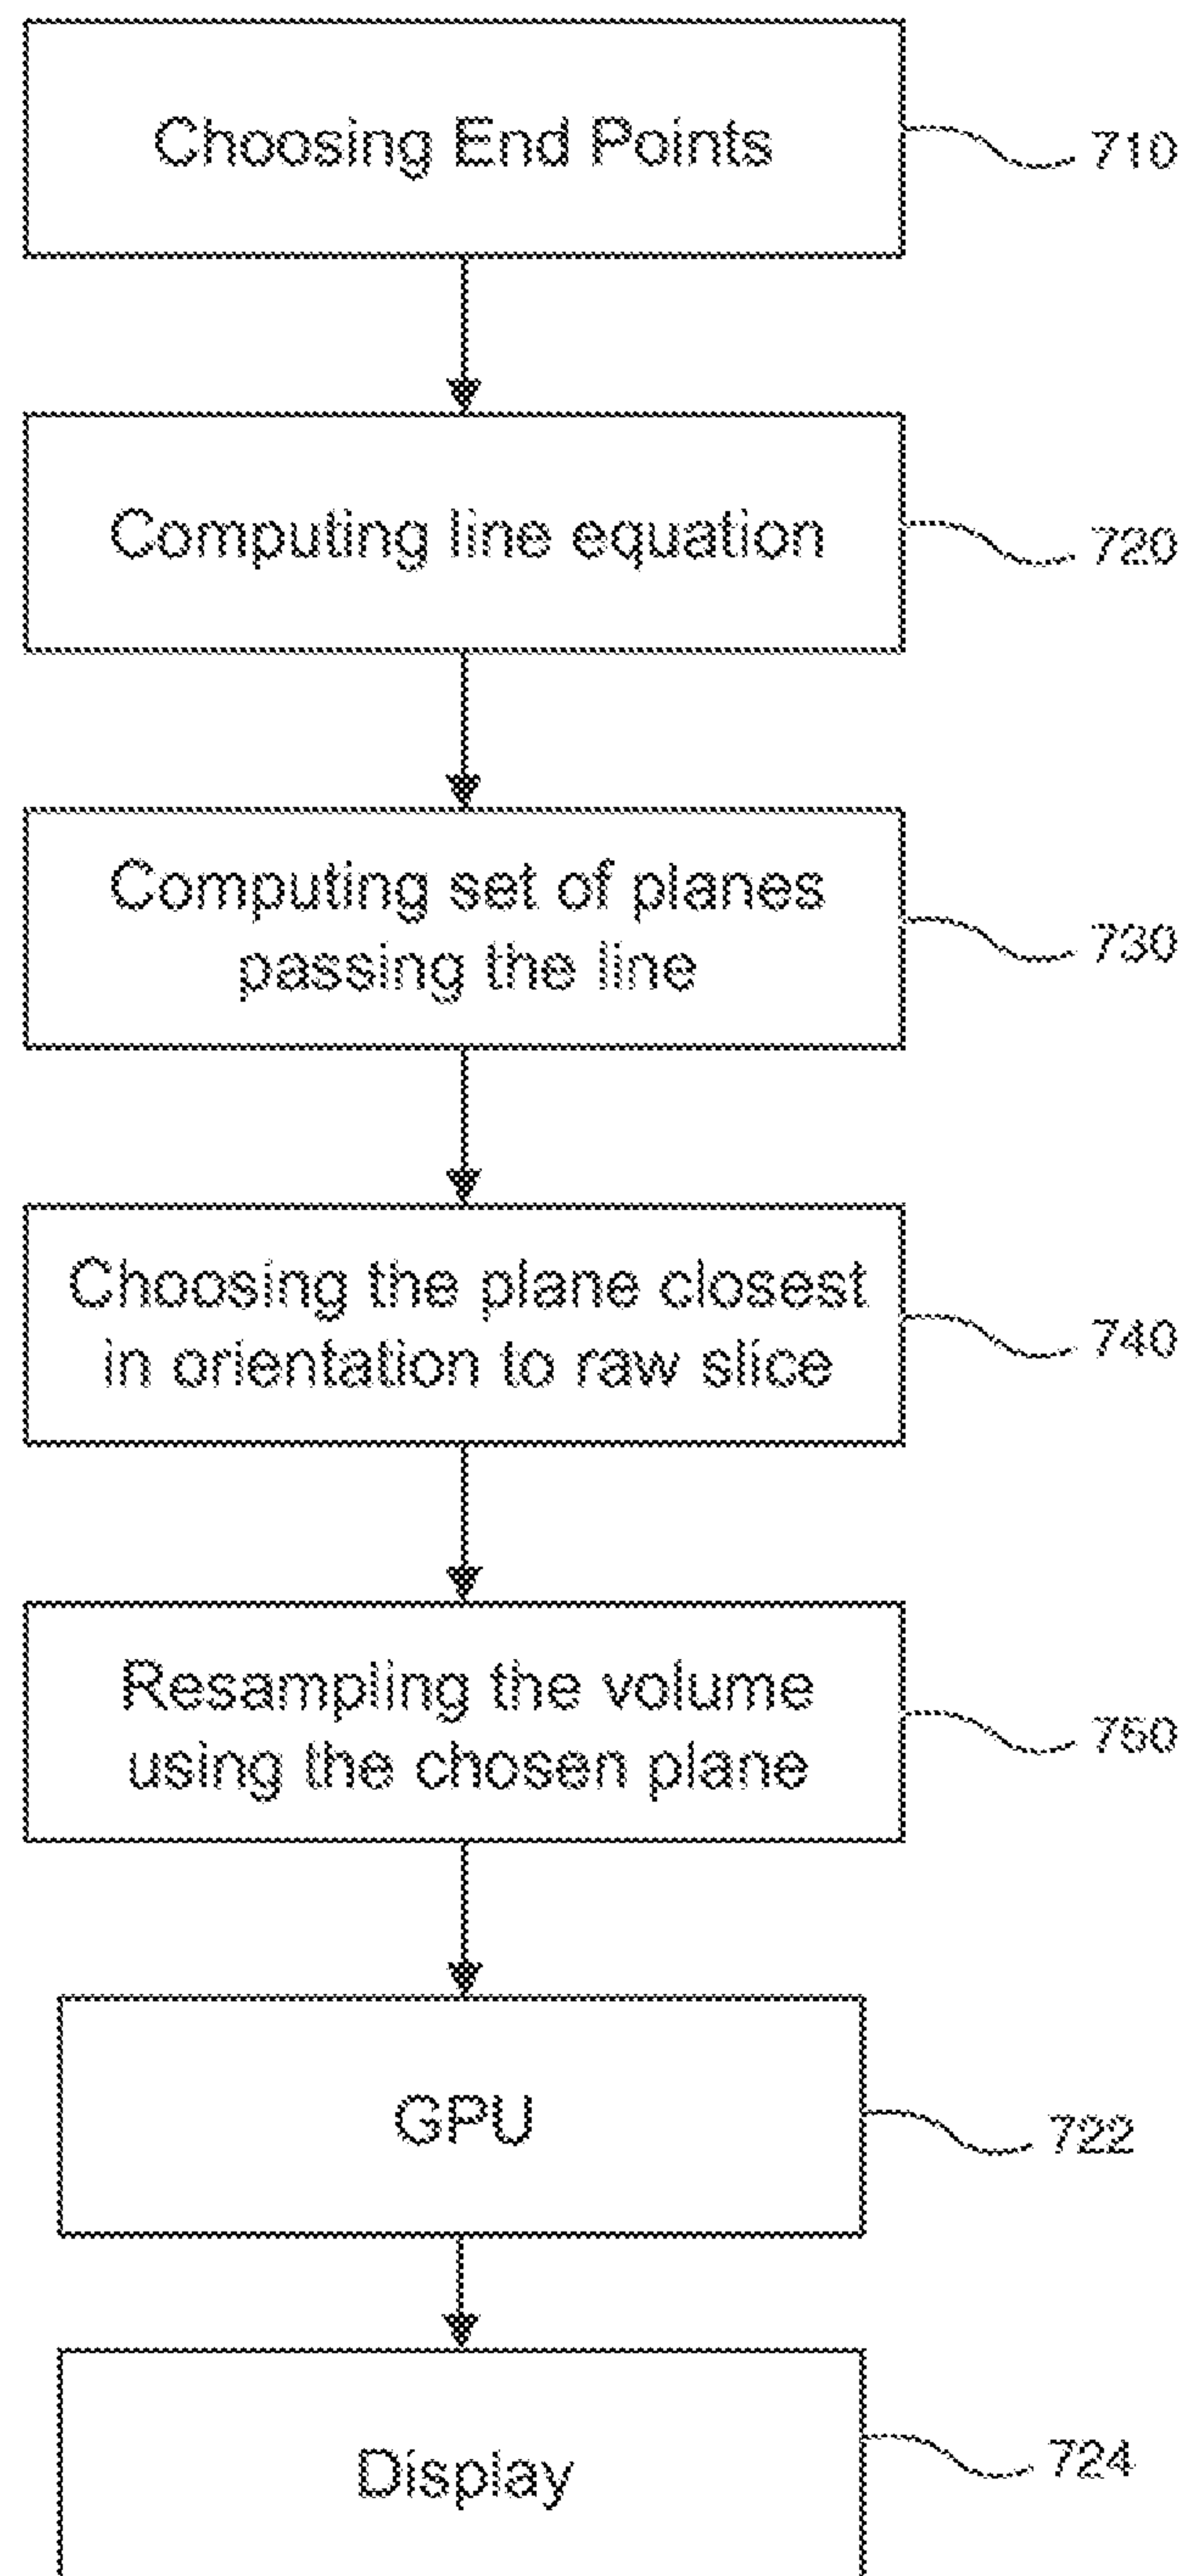 Choosing End Points
710
Computing line equation
720
Computing set of planes
passing the line
730
Choosing the plane closest
in orientation to raw slice
740
Resampling the volume
using the chosen plane
750
GPU
722
Display
724